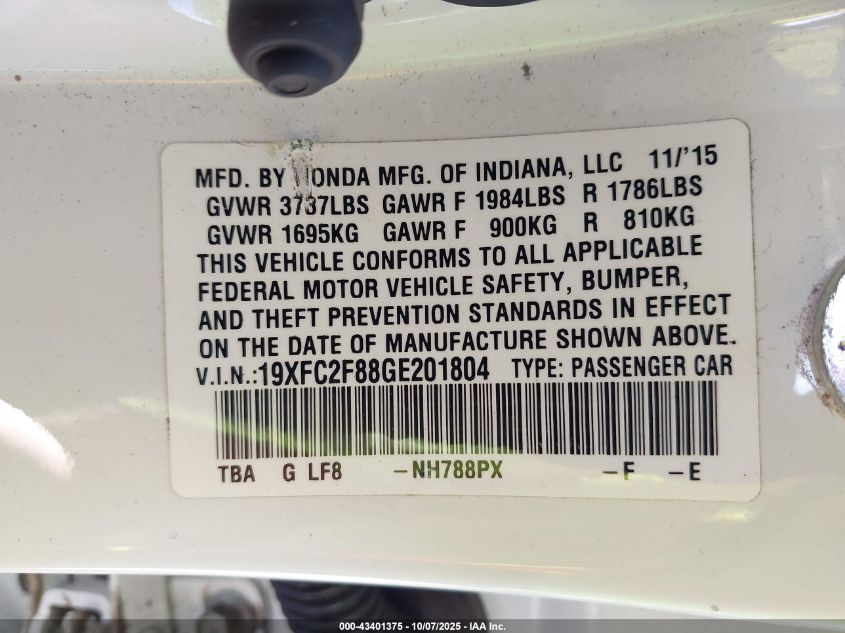 MFD. BY HONDA MFG. OF INDIANA, LLC 11/'15
GVWR 3737LBS GAWR F 1984LBS R 1786LBS
GVWR 1695KG GAWR F 900KG R 810KG
THIS VEHICLE CONFORMS TO ALL APPLICABLE
FEDERAL MOTOR VEHICLE SAFETY, BUMPER,
AND THEFT PREVENTION STANDARDS IN EFFECT
ON THE DATE OF MANUFACTURE SHOWN ABOVE.
V.I.N.:19XFC2F88GE201804 TYPE: PASSENGER CAR
TBA G LF8 -NH788PX -F -E
000-43401375 - 10/07/2025 - IAA Inc.